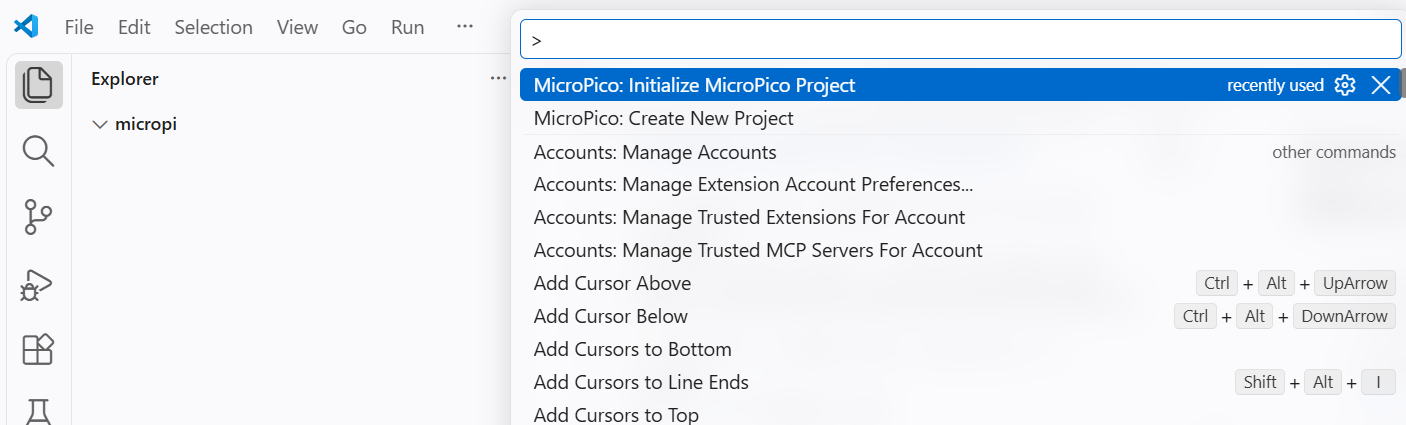 File Edit Selection View Go Run ···
>
Explorer ···
micropi
MicroPico: Initialize MicroPico Project recently used
MicroPico: Create New Project
Accounts: Manage Accounts other commands
Accounts: Manage Extension Account Preferences...
Accounts: Manage Trusted Extensions For Account
Accounts: Manage Trusted MCP Servers For Account
Add Cursor Above Ctrl + Alt + UpArrow
Add Cursor Below Ctrl + Alt + DownArrow
Add Cursors to Bottom
Add Cursors to Line Ends Shift + Alt + I
Add Cursors to Top